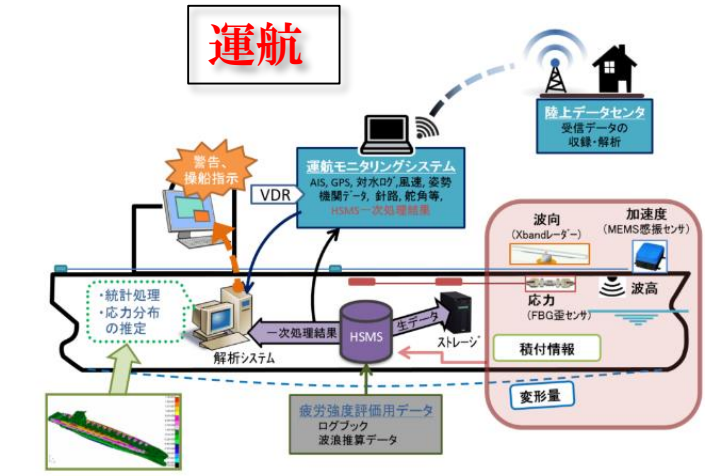 運航
陸上データセンタ
受信データの
収録・解析
警告、
操船指示
運航モニタリングシステム
AIS, GPS, 対水ログ, 風速, 姿勢
機関データ, 針路, 舵角等,
HSMS一次処理結果
VDR
波向
(Xbandレーダー)
加速度
(MEMS感振センサ)
応力
(FBG歪センサ)
波高
・統計処理
・応力分布
の推定
解析システム
一次処理結果
HSMS
生データ
ストレージ
積付情報
変形量
疲労強度評価用データ
ログブック
波浪推算データ